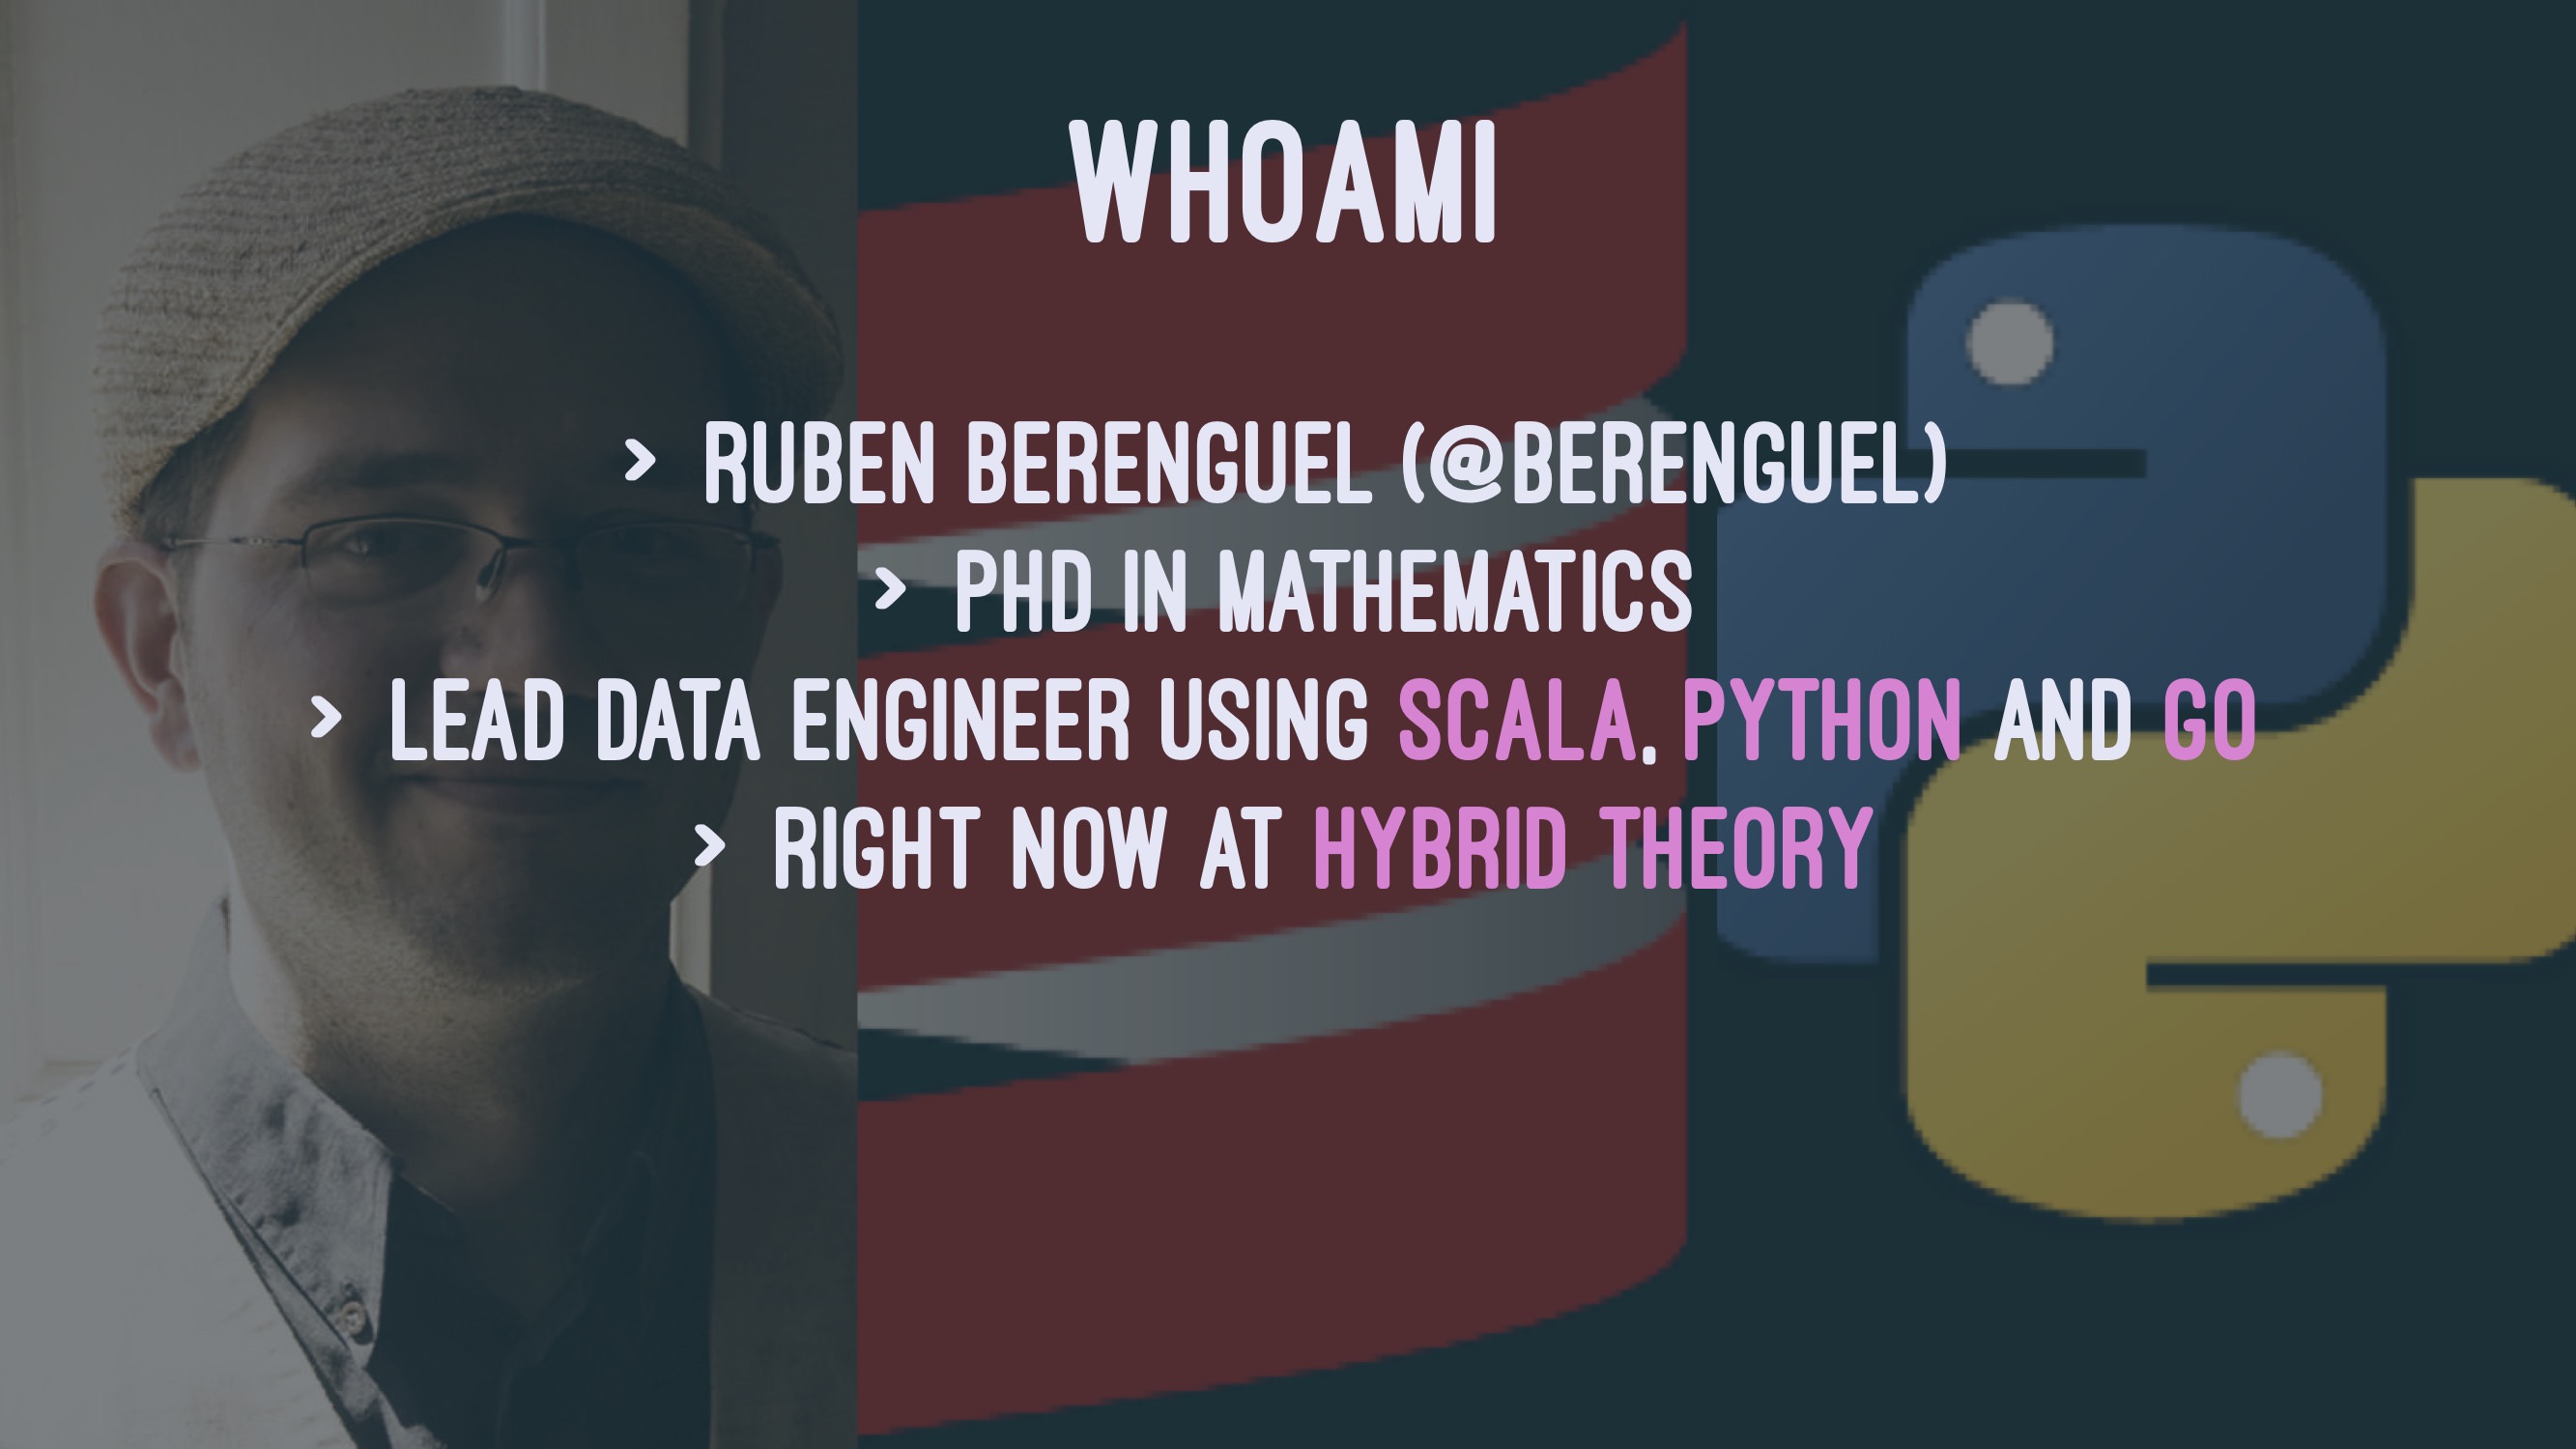 WHOAMI
> RUBEN BERENGUEL (@BERENGUEL)
> PHD IN MATHEMATICS
> LEAD DATA ENGINEER USING SCALA, PYTHON AND GO
> RIGHT NOW AT HYBRID THEORY